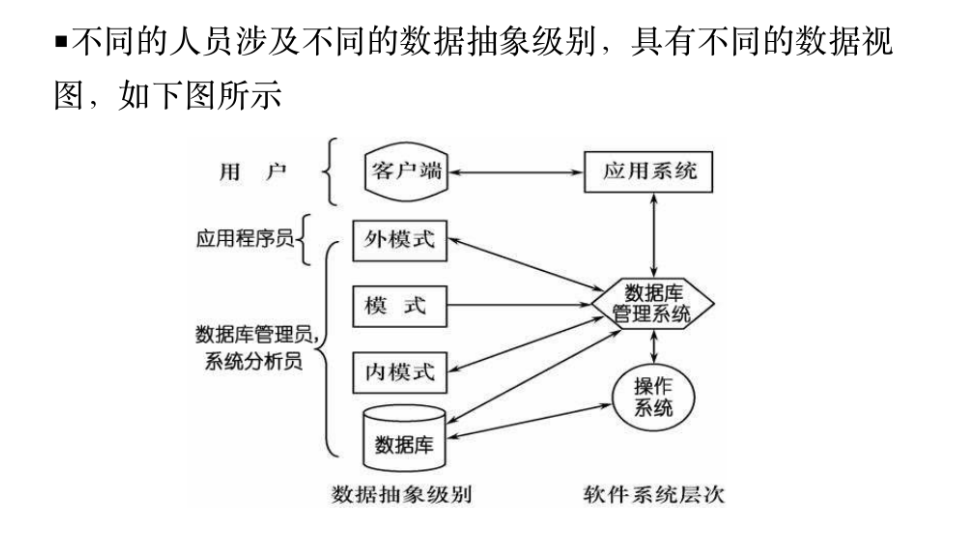 ▪不同的人员涉及不同的数据抽象级别，具有不同的数据视
图，如下图所示
用 户
客户端
应用系统
应用程序员
外模式
模 式
数据库
管理系统
数据库管理员,
系统分析员
内模式
操作
系统
数据库
数据抽象级别
软件系统层次